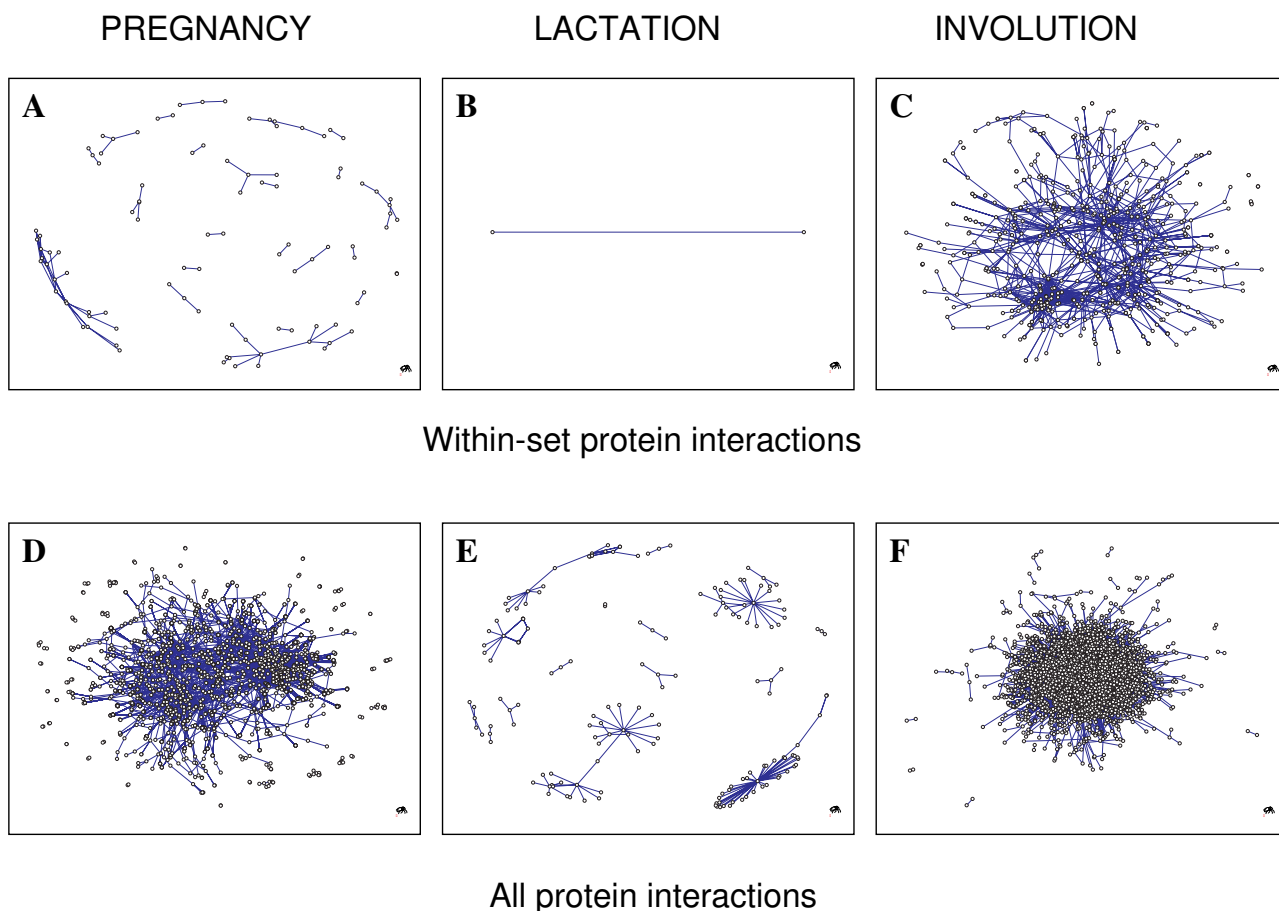 PREGNANCY LACTATION INVOLUTION
A B C
Within-set protein interactions
D E F
All protein interactions